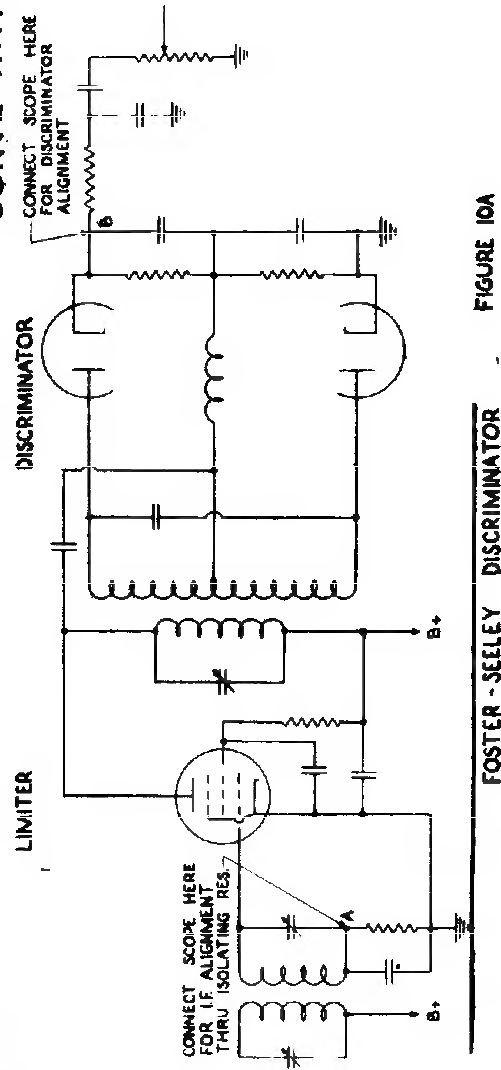 LIMITER
DISCRIMINATOR
CONNECT SCOPE HERE
FOR DISCRIMINATOR
ALIGNMENT
B
CONNECT SCOPE HERE
FOR I.F. ALIGNMENT
THRU ISOLATING RES.
A
B+
B+
FOSTER-SEELEY DISCRIMINATOR
FIGURE 10A